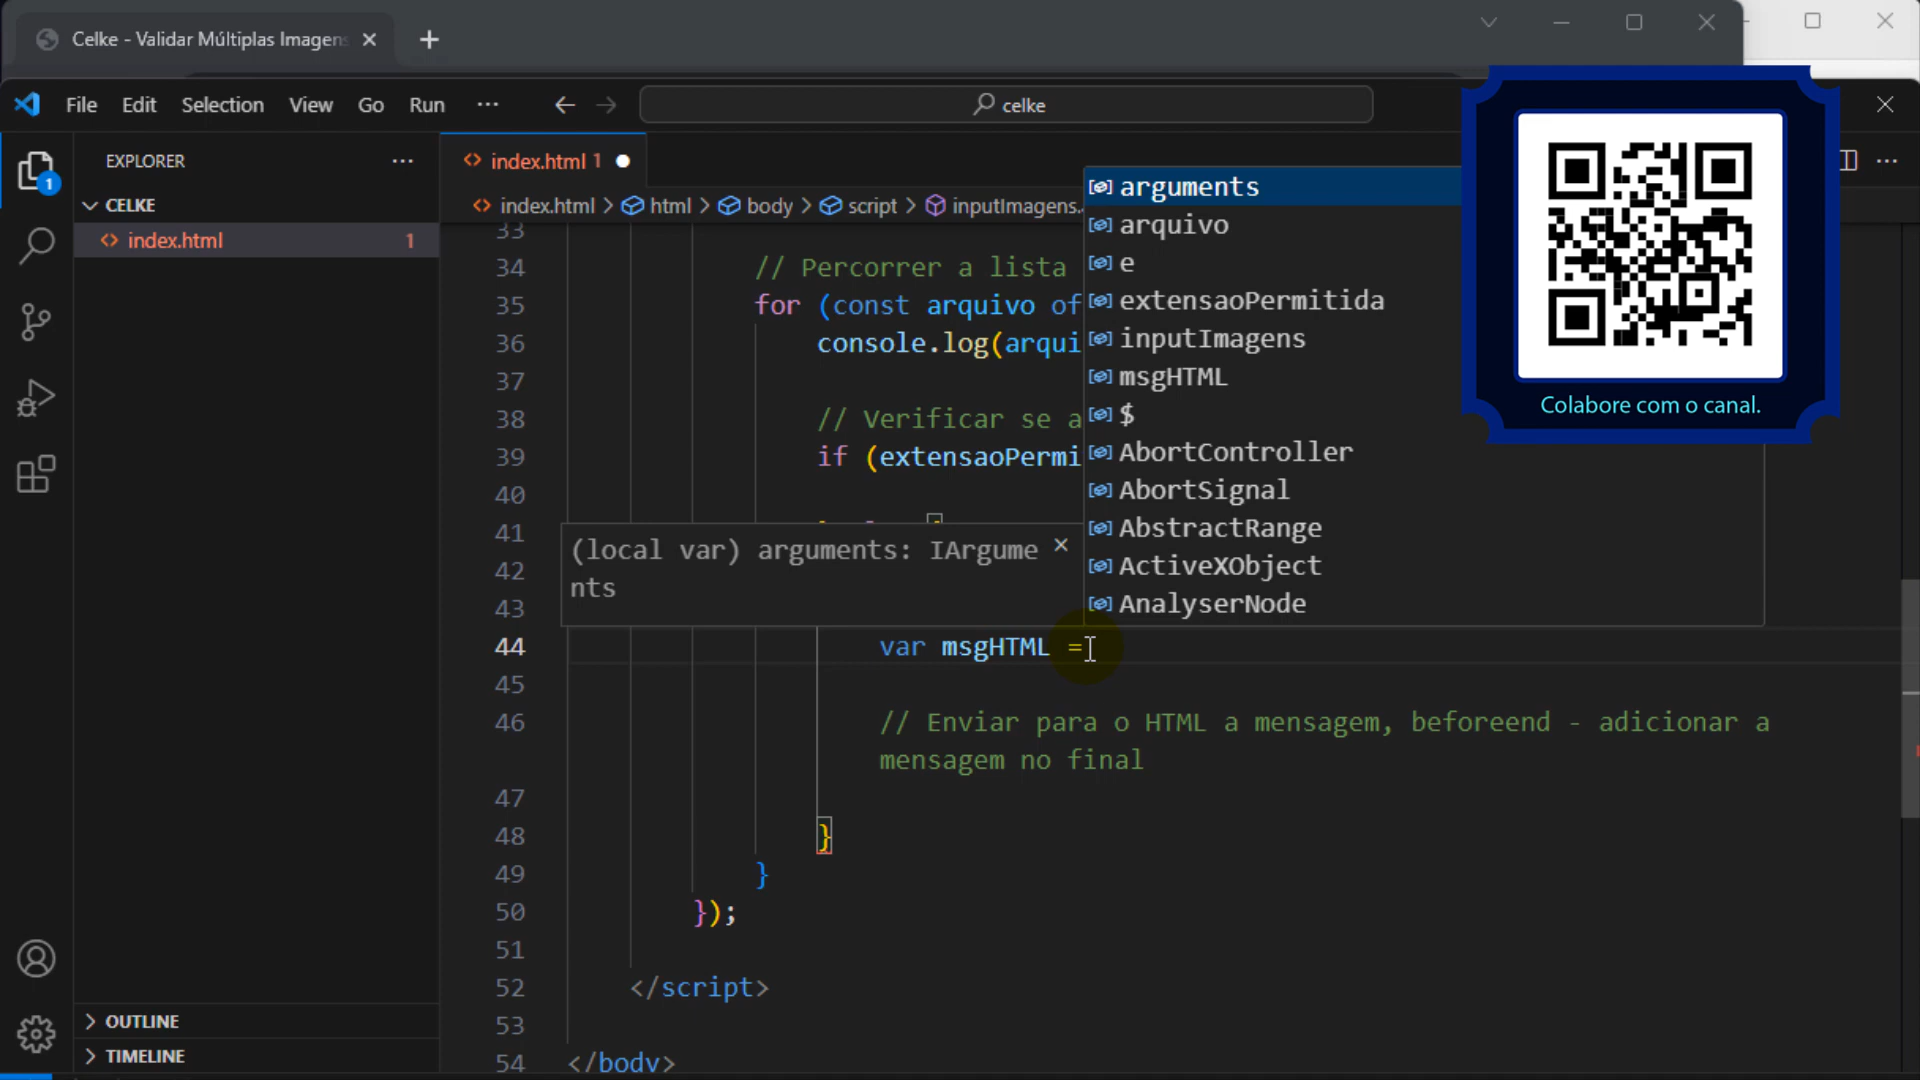 Celke - Validar Múltiplas Imagens
File Edit Selection View Go Run ...
celke
EXPLORER
index.html 1
CELKE
index.html 1
index.html > html > body > script > inputImagens.
33
34 // Percorrer a lista
35 for (const arquivo of
36 console.log(arqui
37
38 // Verificar se a
39 if (extensaoPermi
40
41
42
43
44 var msgHTML =
45
46 // Enviar para o HTML a mensagem, beforeend - adicionar a
mensagem no final
47
48 }
49 }
50 });
51
52 </script>
53
54 </body>
arguments
arquivo
e
extensaoPermitida
inputImagens
msgHTML
$
AbortController
AbortSignal
AbstractRange
ActiveXObject
AnalyserNode
(local var) arguments: IArgume
nts
Colabore com o canal.
1
OUTLINE
TIMELINE